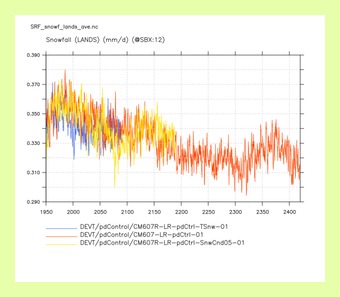 SRF_snowf_lands_ave.nc
Snowfall (LANDS) (mm/d) (@SBX:12)
0.390
0.370
0.350
0.330
0.310
0.290
1950 2000 2050 2100 2150 2200 2250 2300 2350 2400
DEVT/pdControl/CM607R-LR-pdCtrl-TSnw-01
DEVT/pdControl/CM607-LR-pdCtrl-01
DEVT/pdControl/CM607R-LR-pdCtrl-SnwCnd05-01